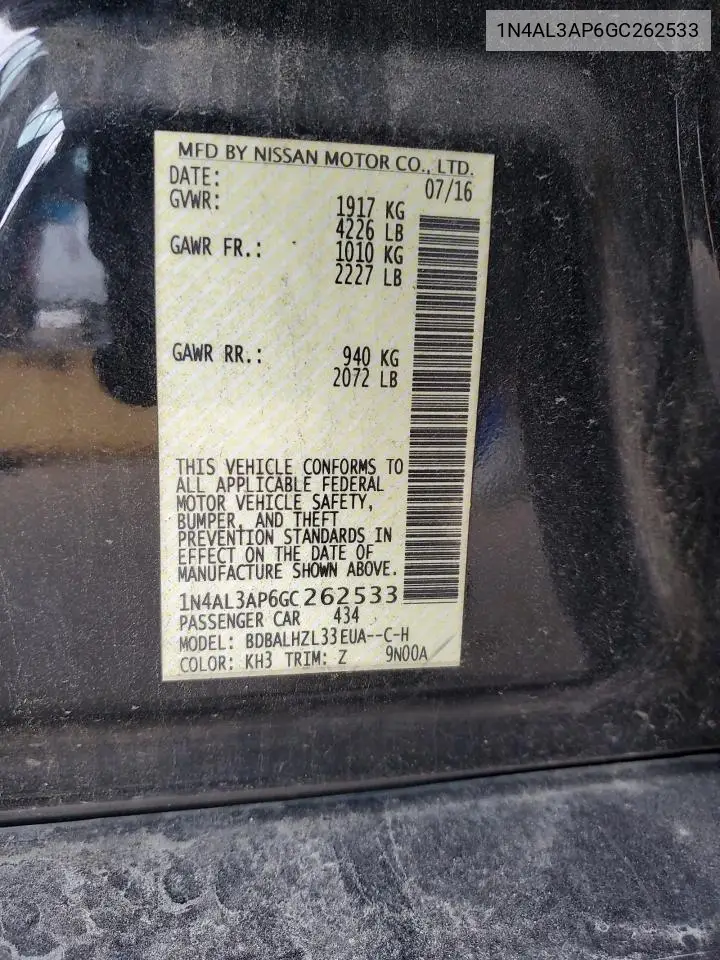 1N4AL3AP6GC262533
MFD BY NISSAN MOTOR CO., LTD.
DATE: 07/16
GVWR: 1917 KG
4226 LB
GAWR FR.: 1010 KG
2227 LB
GAWR RR.: 940 KG
2072 LB
THIS VEHICLE CONFORMS TO
ALL APPLICABLE FEDERAL
MOTOR VEHICLE SAFETY,
BUMPER, AND THEFT
PREVENTION STANDARDS IN
EFFECT ON THE DATE OF
MANUFACTURE SHOWN ABOVE.
1N4AL3AP6GC262533
PASSENGER CAR 434
MODEL: BDBALHZL33EUA--C-H
COLOR: KH3 TRIM: Z 9N00A